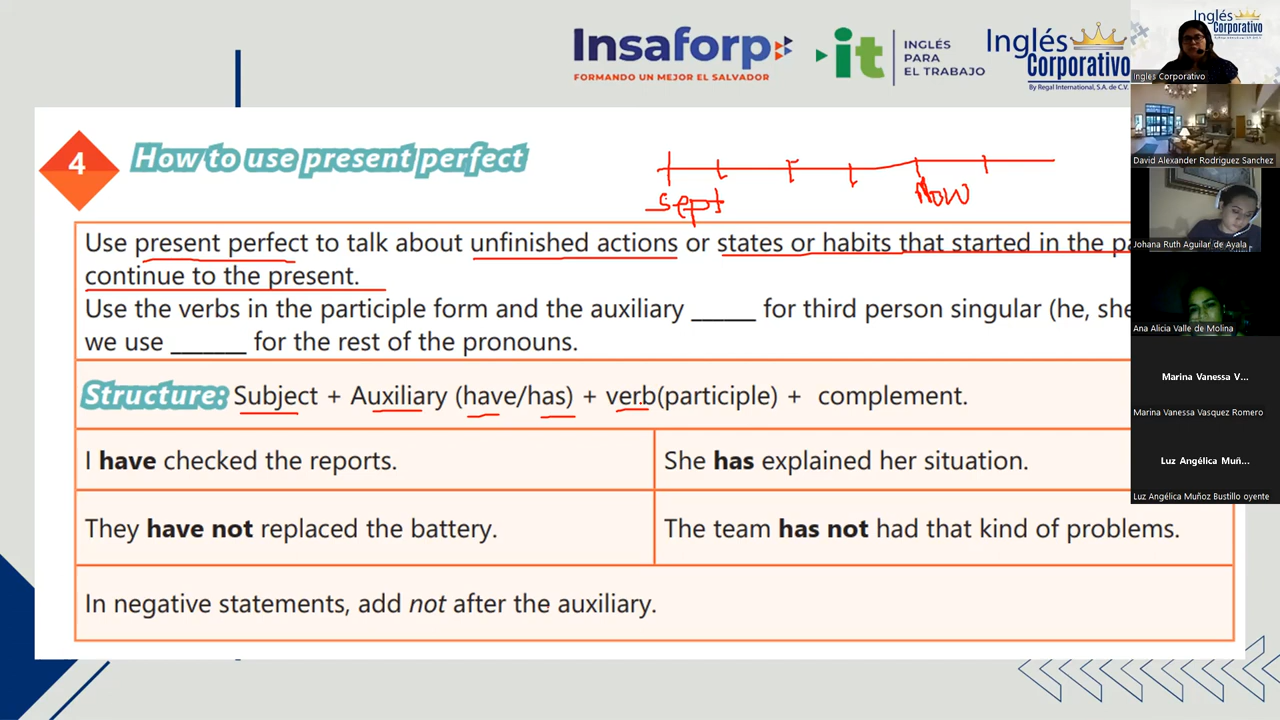 Insaforp
FORMANDO UN MEJOR EL SALVADOR
it
INGLÉS
PARA
EL TRABAJO
Inglés
Corporativo
By Regal International, S.A. de C.V.
Inglés
Corporativo
Ingles Corporativo
David Alexander Rodriguez Sanchez
Johana Ruth Aguilar de Ayala
Ana Alicia Valle de Molina
Marina Vanessa V...
Marina Vanessa Vasquez Romero
Luz Angélica Muñ...
Luz Angélica Muñoz Bustillo oyente
4
How to use present perfect
sept
Now
Use present perfect to talk about unfinished actions or states or habits that started in the pa
continue to the present.
Use the verbs in the participle form and the auxiliary ______ for third person singular (he, she
we use _______ for the rest of the pronouns.
Structure: Subject + Auxiliary (have/has) + verb(participle) + complement.
I have checked the reports.
She has explained her situation.
They have not replaced the battery.
The team has not had that kind of problems.
In negative statements, add not after the auxiliary.